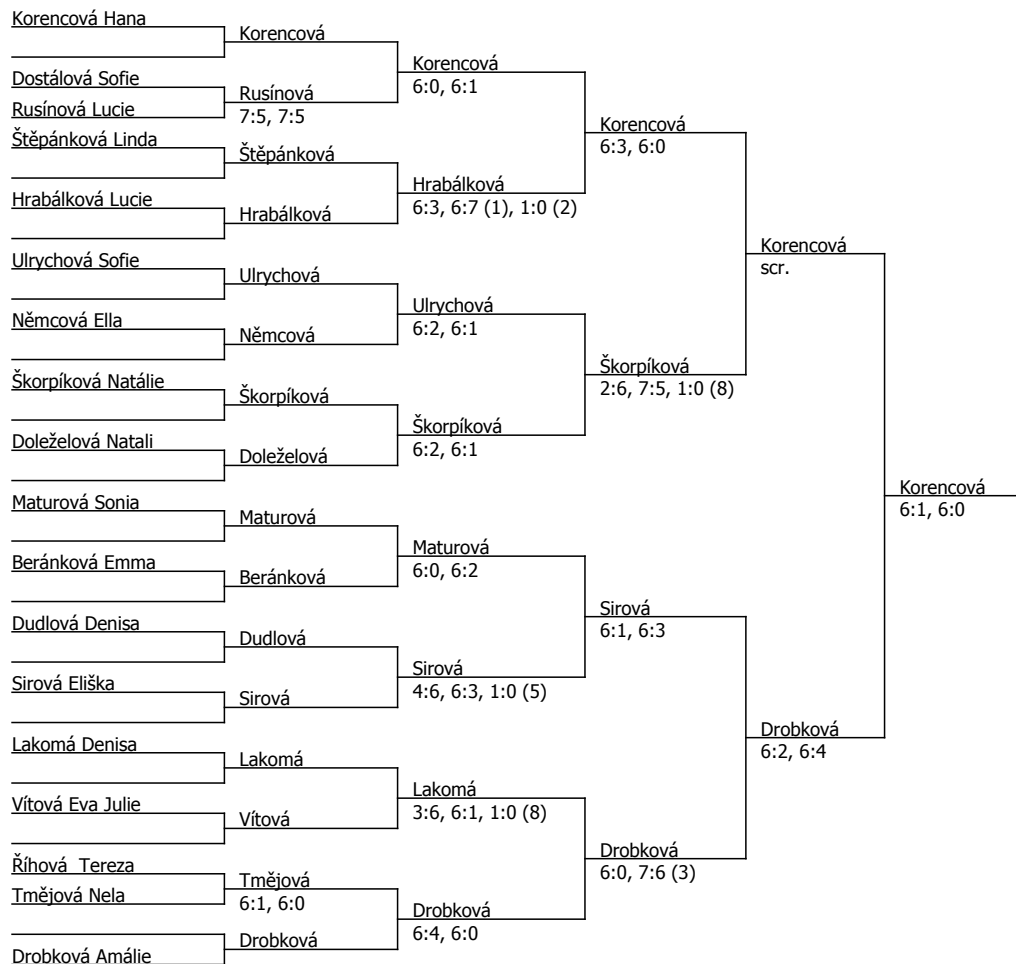 Korencová Hana
Dostálová Sofie
Rusínová Lucie
Štěpánková Linda
Hrabálková Lucie
Ulrychová Sofie
Němcová Ella
Škorpíková Natálie
Doleželová Natali
Maturová Sonia
Beránková Emma
Dudlová Denisa
Sirová Eliška
Lakomá Denisa
Vítová Eva Julie
Říhová  Tereza
Tmějová Nela
Drobková Amálie
Korencová
Rusínová
7:5, 7:5
Štěpánková
Hrabálková
Ulrychová
Němcová
Škorpíková
Doleželová
Maturová
Beránková
Dudlová
Sirová
Lakomá
Vítová
Tmějová
6:1, 6:0
Drobková
Korencová
6:0, 6:1
Hrabálková
6:3, 6:7 (1), 1:0 (2)
Ulrychová
6:2, 6:1
Škorpíková
6:2, 6:1
Maturová
6:0, 6:2
Sirová
4:6, 6:3, 1:0 (5)
Lakomá
3:6, 6:1, 1:0 (8)
Drobková
6:4, 6:0
Korencová
6:3, 6:0
Škorpíková
2:6, 7:5, 1:0 (8)
Sirová
6:1, 6:3
Drobková
6:0, 7:6 (3)
Korencová
scr.
Drobková
6:2, 6:4
Korencová
6:1, 6:0